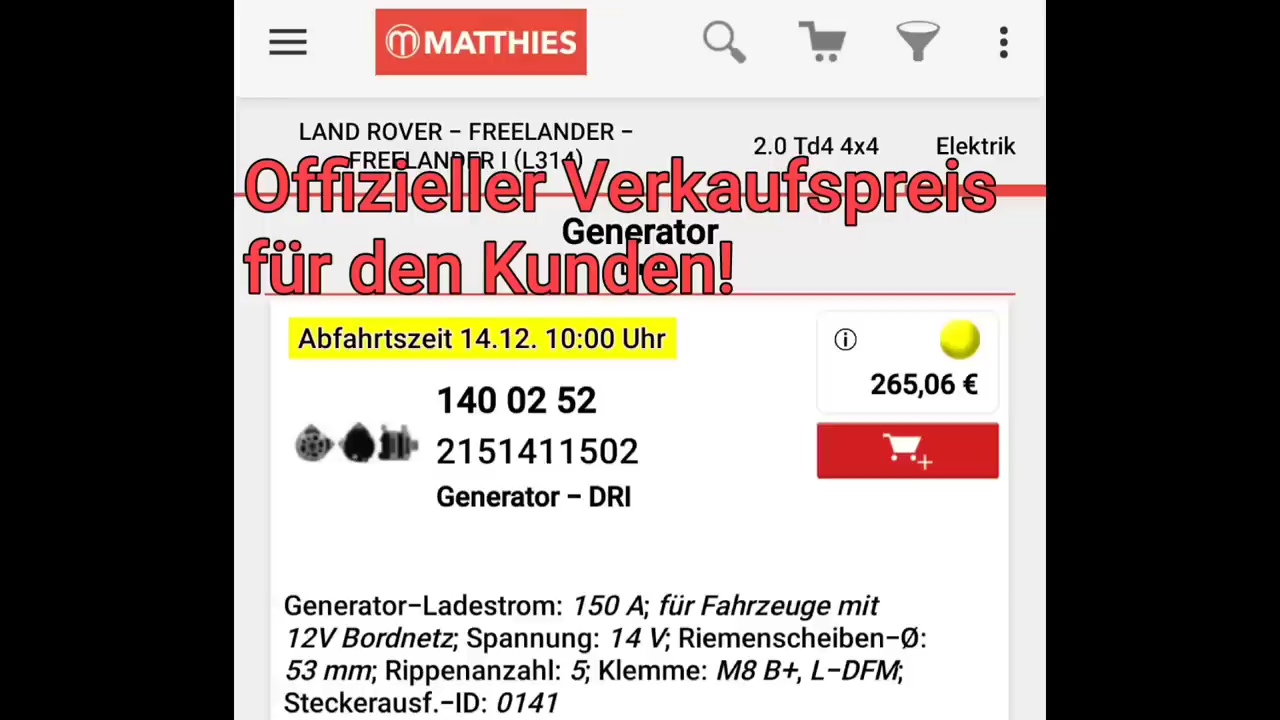 MATTHIES
LAND ROVER - FREELANDER -
FREELANDER I (L314)
2.0 Td4 4x4
Elektrik
Offizieller Verkaufspreis
für den Kunden!
Generator
Abfahrtszeit 14.12. 10:00 Uhr
265,06 €
140 02 52
2151411502
Generator - DRI
Generator-Ladestrom: 150 A; für Fahrzeuge mit
12V Bordnetz; Spannung: 14 V; Riemenscheiben-Ø:
53 mm; Rippenanzahl: 5; Klemme: M8 B+, L-DFM;
Steckerausf.-ID: 0141